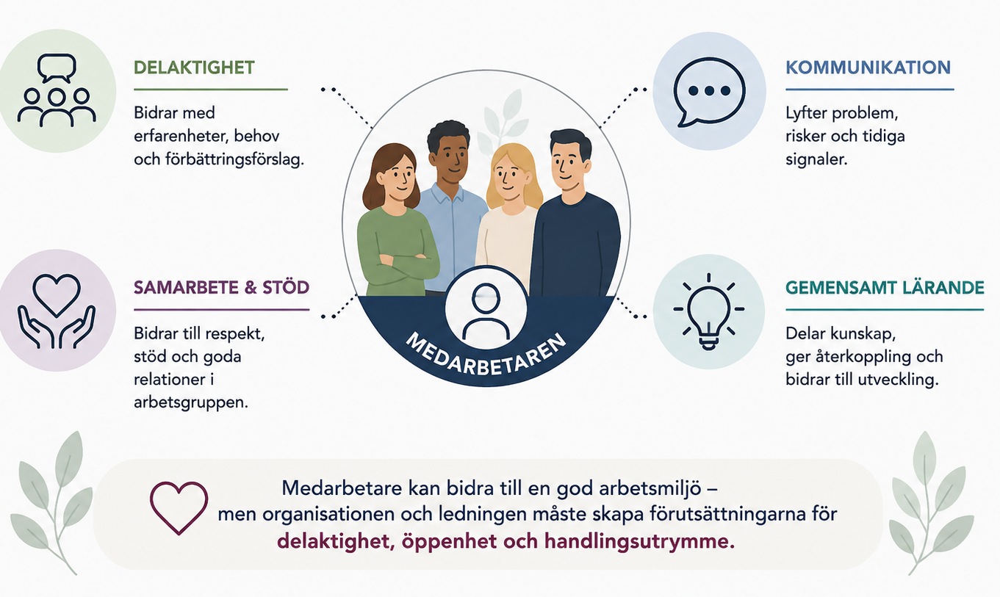 DELAKTIGHET
Bidrar med
erfarenheter, behov
och förbättringsförslag.
KOMMUNIKATION
Lyfter problem,
risker och tidiga
signaler.
SAMARBETE & STÖD
Bidrar till respekt,
stöd och goda
relationer i
arbetsgruppen.
MEDARBETAREN
GEMENSAMT LÄRANDE
Delar kunskap,
ger återkoppling och
bidrar till utveckling.
Medarbetare kan bidra till en god arbetsmiljö –
men organisationen och ledningen måste skapa förutsättningarna för
delaktighet, öppenhet och handlingsutrymme.